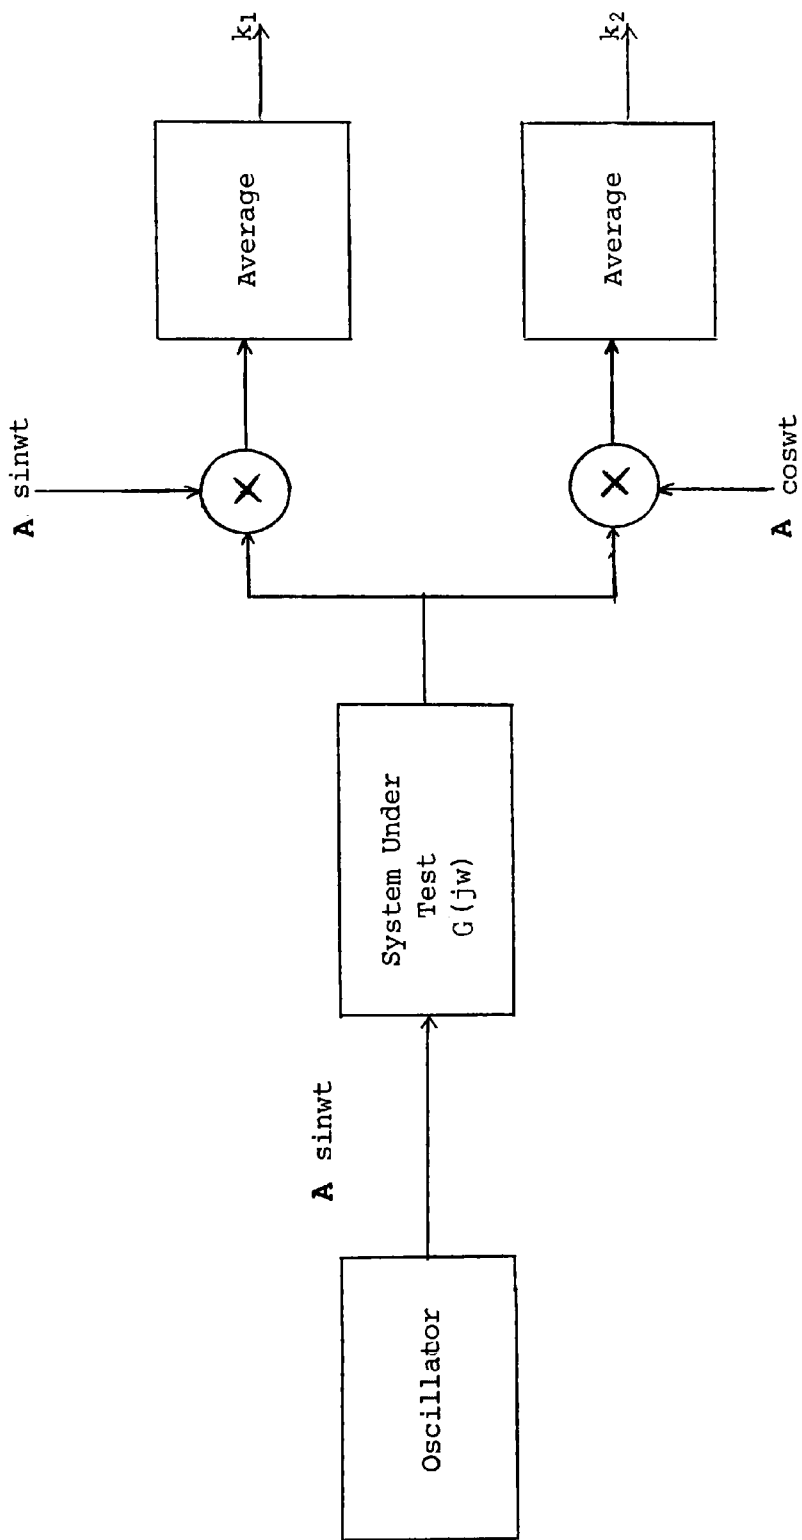 Oscillator
A sinwt
System Under
Test
G(jw)
A sinwt
Average
k1
A coswt
Average
k2